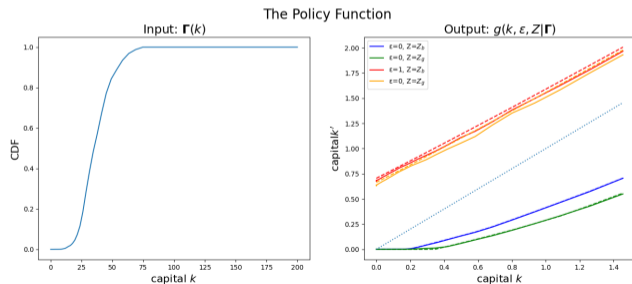 The Policy Function
Input: Γ(k)
CDF
1.0
0.8
0.6
0.4
0.2
0.0
0 25 50 75 100 125 150 175 200
capital k
Output: g(k, ε, Z|Γ)
ε=0, Z=Z_b
ε=0, Z=Z_g
ε=1, Z=Z_b
ε=0, Z=Z_g
capitalk′
2.00
1.75
1.50
1.25
1.00
0.75
0.50
0.25
0.00
0.0 0.2 0.4 0.6 0.8 1.0 1.2 1.4
capital k